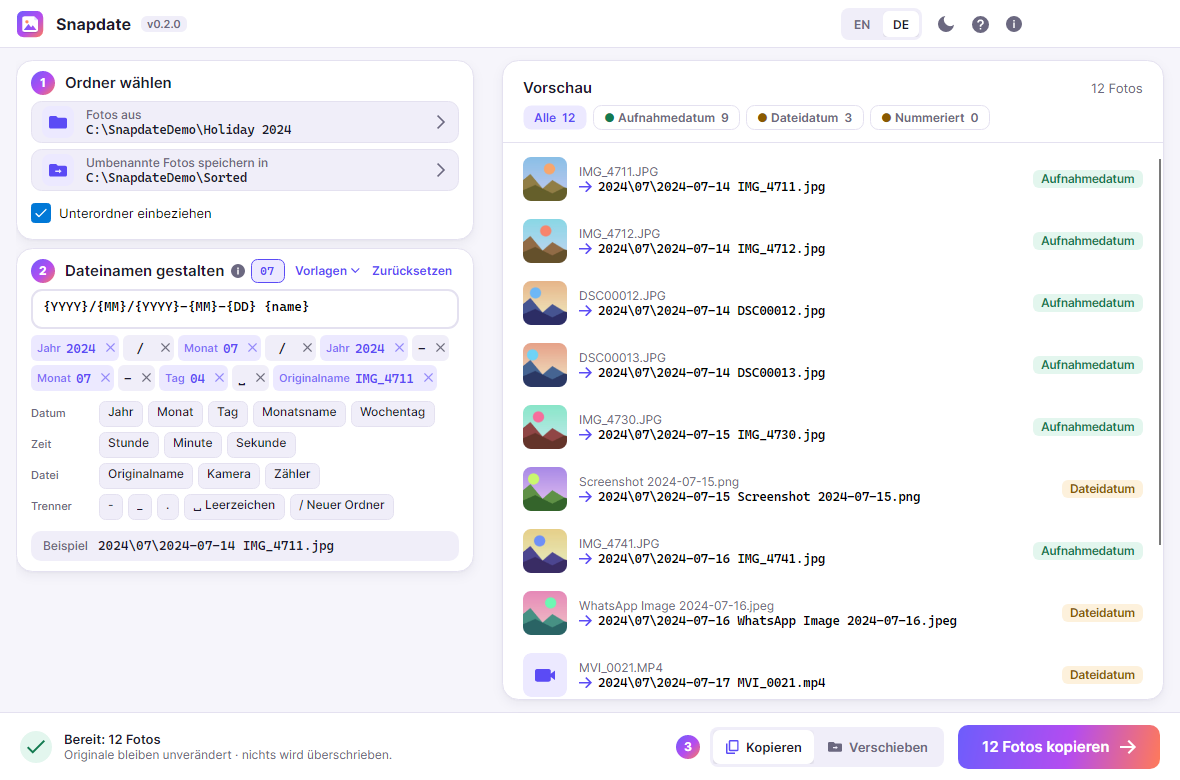 Snapdate v0.2.0
EN DE
1 Ordner wählen
Fotos aus
C:\SnapdateDemo\Holiday 2024
Umbenannte Fotos speichern in
C:\SnapdateDemo\Sorted
Unterordner einbeziehen
2 Dateinamen gestalten 07 Vorlagen Zurücksetzen
{YYYY}/{MM}/{YYYY}-{MM}-{DD} {name}
Jahr 2024 / Monat 07 / Jahr 2024 -
Monat 07 - Tag 04 ␣ Originalname IMG_4711
Datum Jahr Monat Tag Monatsname Wochentag
Zeit Stunde Minute Sekunde
Datei Originalname Kamera Zähler
Trenner - _ . ␣ Leerzeichen / Neuer Ordner
Beispiel 2024\07\2024-07-14 IMG_4711.jpg
Vorschau 12 Fotos
Alle 12 Aufnahmedatum 9 Dateidatum 3 Nummeriert 0
IMG_4711.JPG
→ 2024\07\2024-07-14 IMG_4711.jpg Aufnahmedatum
IMG_4712.JPG
→ 2024\07\2024-07-14 IMG_4712.jpg Aufnahmedatum
DSC00012.JPG
→ 2024\07\2024-07-14 DSC00012.jpg Aufnahmedatum
DSC00013.JPG
→ 2024\07\2024-07-14 DSC00013.jpg Aufnahmedatum
IMG_4730.JPG
→ 2024\07\2024-07-15 IMG_4730.jpg Aufnahmedatum
Screenshot 2024-07-15.png
→ 2024\07\2024-07-15 Screenshot 2024-07-15.png Dateidatum
IMG_4741.JPG
→ 2024\07\2024-07-16 IMG_4741.jpg Aufnahmedatum
WhatsApp Image 2024-07-16.jpeg
→ 2024\07\2024-07-16 WhatsApp Image 2024-07-16.jpeg Dateidatum
MVI_0021.MP4
→ 2024\07\2024-07-17 MVI_0021.mp4 Dateidatum
Bereit: 12 Fotos
Originale bleiben unverändert · nichts wird überschrieben.
3 Kopieren Verschieben 12 Fotos kopieren →